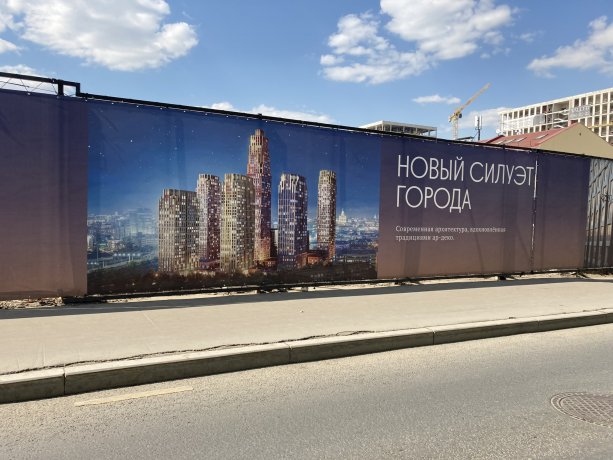 НОВЫЙ СИЛУЭТ
ГОРОДА
Современная архитектура, вдохновлённая
традициями ар-деко.